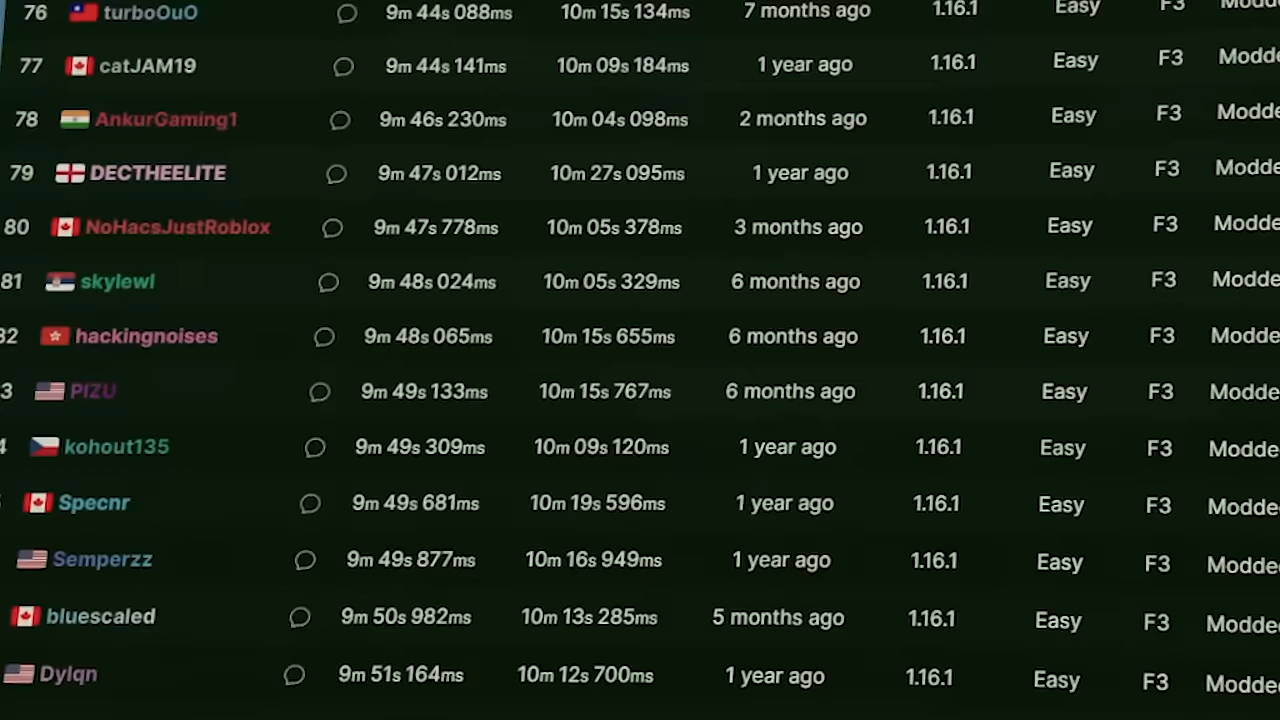 76 turboOuO 9m 44s 088ms 10m 15s 134ms 7 months ago 1.16.1 Easy F3
77 catJAM19 9m 44s 141ms 10m 09s 184ms 1 year ago 1.16.1 Easy F3 Modde
78 AnkurGaming1 9m 46s 230ms 10m 04s 098ms 2 months ago 1.16.1 Easy F3 Modde
79 DECTHEELITE 9m 47s 012ms 10m 27s 095ms 1 year ago 1.16.1 Easy F3 Modde
80 NoHacsJustRoblox 9m 47s 778ms 10m 05s 378ms 3 months ago 1.16.1 Easy F3 Modde
81 skylewl 9m 48s 024ms 10m 05s 329ms 6 months ago 1.16.1 Easy F3 Modde
82 hackingnoises 9m 48s 065ms 10m 15s 655ms 6 months ago 1.16.1 Easy F3 Modde
3 PIZU 9m 49s 133ms 10m 15s 767ms 6 months ago 1.16.1 Easy F3 Modde
4 kohout135 9m 49s 309ms 10m 09s 120ms 1 year ago 1.16.1 Easy F3 Modde
Specnr 9m 49s 681ms 10m 19s 596ms 1 year ago 1.16.1 Easy F3 Modde
Semperzz 9m 49s 877ms 10m 16s 949ms 1 year ago 1.16.1 Easy F3 Modde
bluescaled 9m 50s 982ms 10m 13s 285ms 5 months ago 1.16.1 Easy F3 Modde
Dylqn 9m 51s 164ms 10m 12s 700ms 1 year ago 1.16.1 Easy F3 Modde